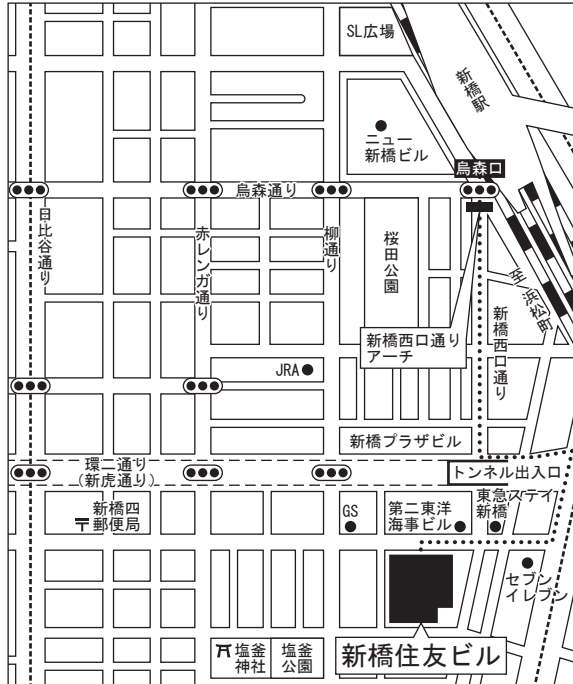 SL広場
新橋駅
ニュー
新橋ビル
烏森口
烏森通り
日比谷通り
赤レンガ通り
柳通り
桜田公園
至浜松町
新橋西口通り
アーチ
新橋西口通り
JRA
新橋プラザビル
環二通り
(新虎通り)
トンネル出入口
新橋四
〒郵便局
GS
第二東洋
海事ビル
東急ステイ
新橋
セブン
イレブン
塩釜
神社
塩釜
公園
新橋住友ビル